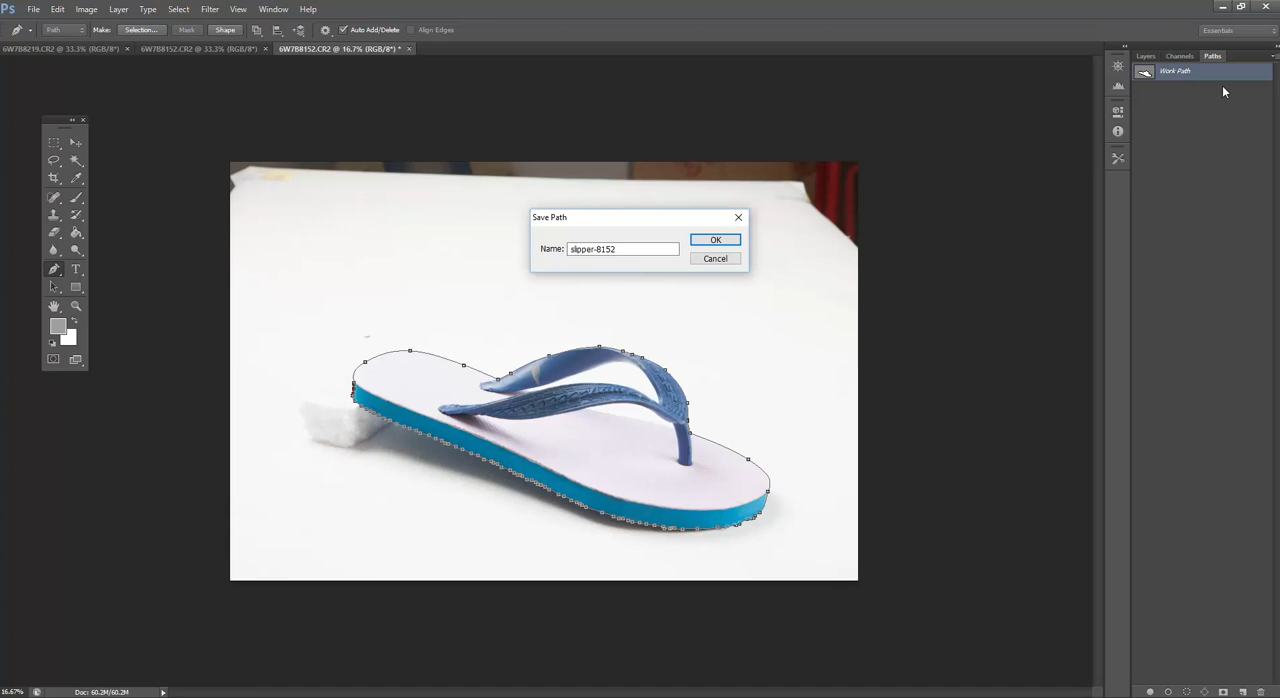 Ps File Edit Image Layer Type Select Filter View Window Help
Path Make: Selection... Mask Shape Auto Add/Delete Align Edges Essentials
6W7B8219.CR2 @ 33.3% (RGB/8*) × 6W7B8152.CR2 @ 33.3% (RGB/8*) × 6W7B8152.CR2 @ 16.7% (RGB/8*) * ×
Layers Channels Paths
Work Path
Save Path
Name: slipper-8152
OK
Cancel
T
16.67% Doc: 60.2M/60.2M